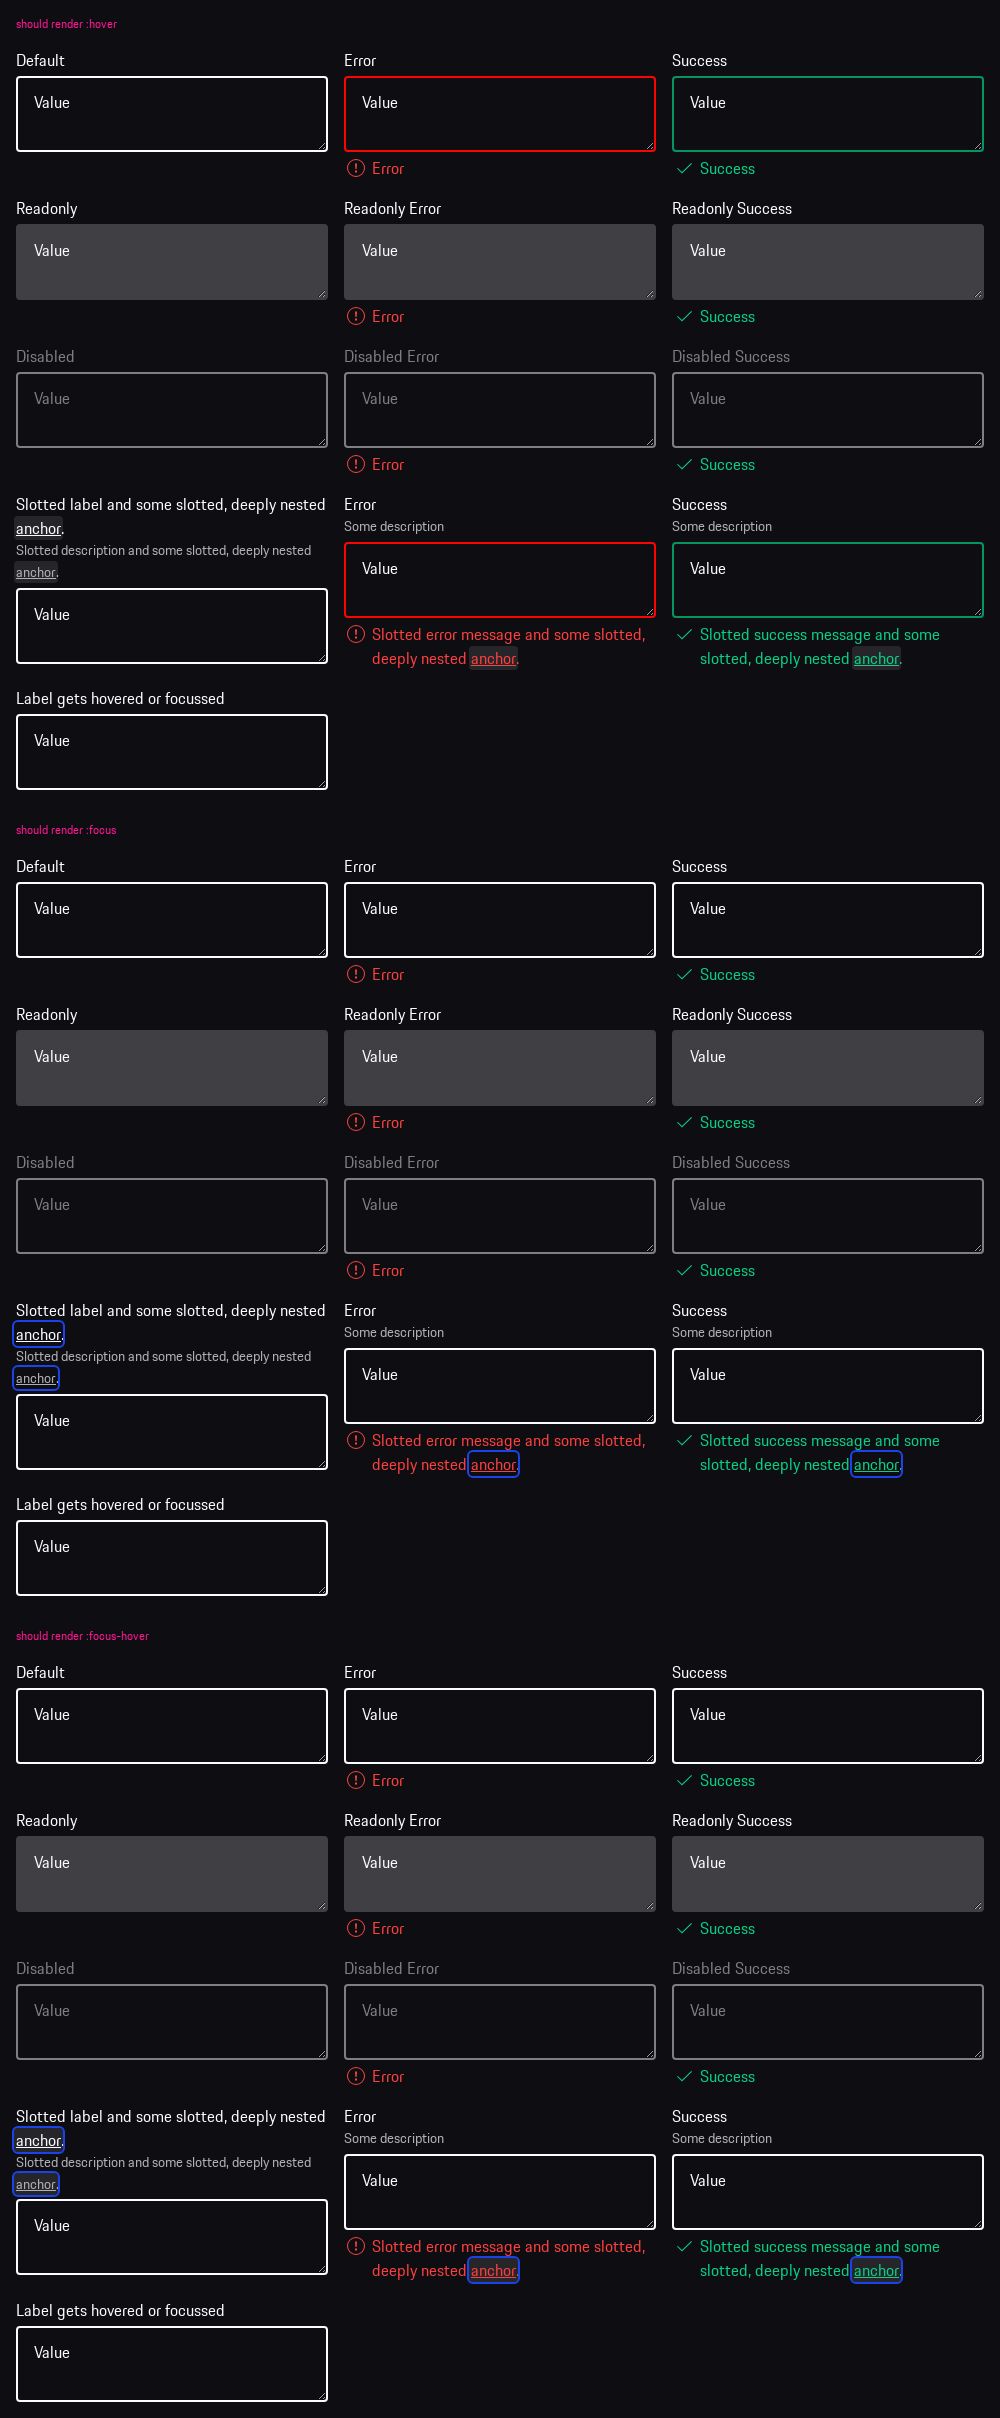 should render :hover
Default Error Success
Value Value Value
Error Success
Readonly Readonly Error Readonly Success
Value Value Value
Error Success
Disabled Disabled Error Disabled Success
Value Value Value
Error Success
Slotted label and some slotted, deeply nested
anchor.
Slotted description and some slotted, deeply nested
anchor.
Value
Error
Some description
Value
Slotted error message and some slotted,
deeply nested anchor.
Success
Some description
Value
Slotted success message and some
slotted, deeply nested anchor.
Label gets hovered or focussed
Value
should render :focus
Default Error Success
Value Value Value
Error Success
Readonly Readonly Error Readonly Success
Value Value Value
Error Success
Disabled Disabled Error Disabled Success
Value Value Value
Error Success
Slotted label and some slotted, deeply nested
anchor.
Slotted description and some slotted, deeply nested
anchor.
Value
Error
Some description
Value
Slotted error message and some slotted,
deeply nested anchor.
Success
Some description
Value
Slotted success message and some
slotted, deeply nested anchor.
Label gets hovered or focussed
Value
should render :focus-hover
Default Error Success
Value Value Value
Error Success
Readonly Readonly Error Readonly Success
Value Value Value
Error Success
Disabled Disabled Error Disabled Success
Value Value Value
Error Success
Slotted label and some slotted, deeply nested
anchor.
Slotted description and some slotted, deeply nested
anchor.
Value
Error
Some description
Value
Slotted error message and some slotted,
deeply nested anchor.
Success
Some description
Value
Slotted success message and some
slotted, deeply nested anchor.
Label gets hovered or focussed
Value